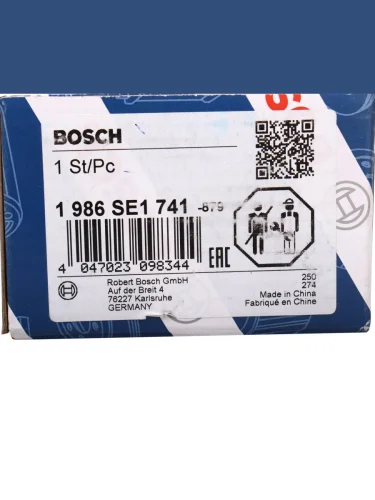 BOSCH
1 St/Pc
1 986 SE1 741 -879
4 047023 098344
EAC
Robert Bosch GmbH
Auf der Breit 4
76227 Karlsruhe
GERMANY
250
274
Made in China
Fabriqué en Chine